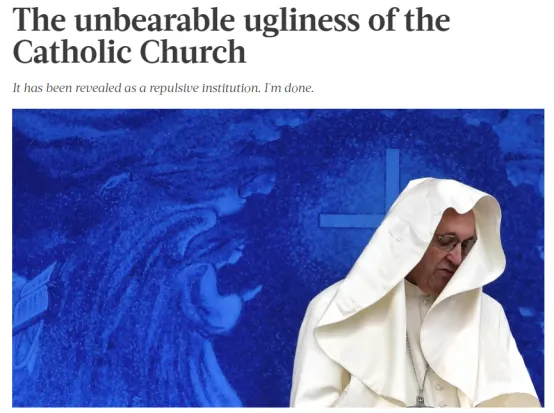 The unbearable ugliness of the
Catholic Church
It has been revealed as a repulsive institution. I'm done.